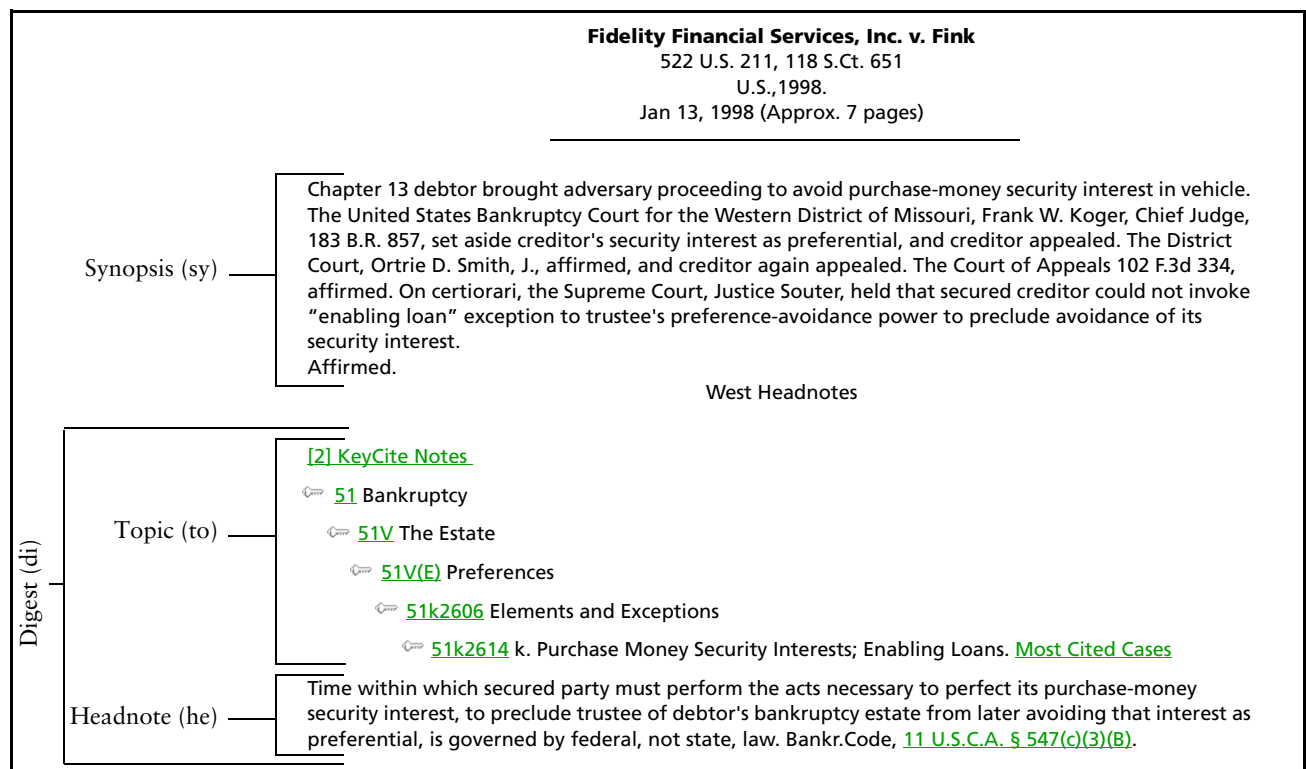 Fidelity Financial Services, Inc. v. Fink
522 U.S. 211, 118 S.Ct. 651
U.S.,1998.
Jan 13, 1998 (Approx. 7 pages)
Synopsis (sy)
Chapter 13 debtor brought adversary proceeding to avoid purchase-money security interest in vehicle.
The United States Bankruptcy Court for the Western District of Missouri, Frank W. Koger, Chief Judge,
183 B.R. 857, set aside creditor's security interest as preferential, and creditor appealed. The District
Court, Ortrie D. Smith, J., affirmed, and creditor again appealed. The Court of Appeals 102 F.3d 334,
affirmed. On certiorari, the Supreme Court, Justice Souter, held that secured creditor could not invoke
“enabling loan” exception to trustee's preference-avoidance power to preclude avoidance of its
security interest.
Affirmed.
West Headnotes
Digest (di)
Topic (to)
[2] KeyCite Notes
51 Bankruptcy
51V The Estate
51V(E) Preferences
51k2606 Elements and Exceptions
51k2614 k. Purchase Money Security Interests; Enabling Loans. Most Cited Cases
Headnote (he)
Time within which secured party must perform the acts necessary to perfect its purchase-money
security interest, to preclude trustee of debtor's bankruptcy estate from later avoiding that interest as
preferential, is governed by federal, not state, law. Bankr.Code, 11 U.S.C.A. § 547(c)(3)(B).